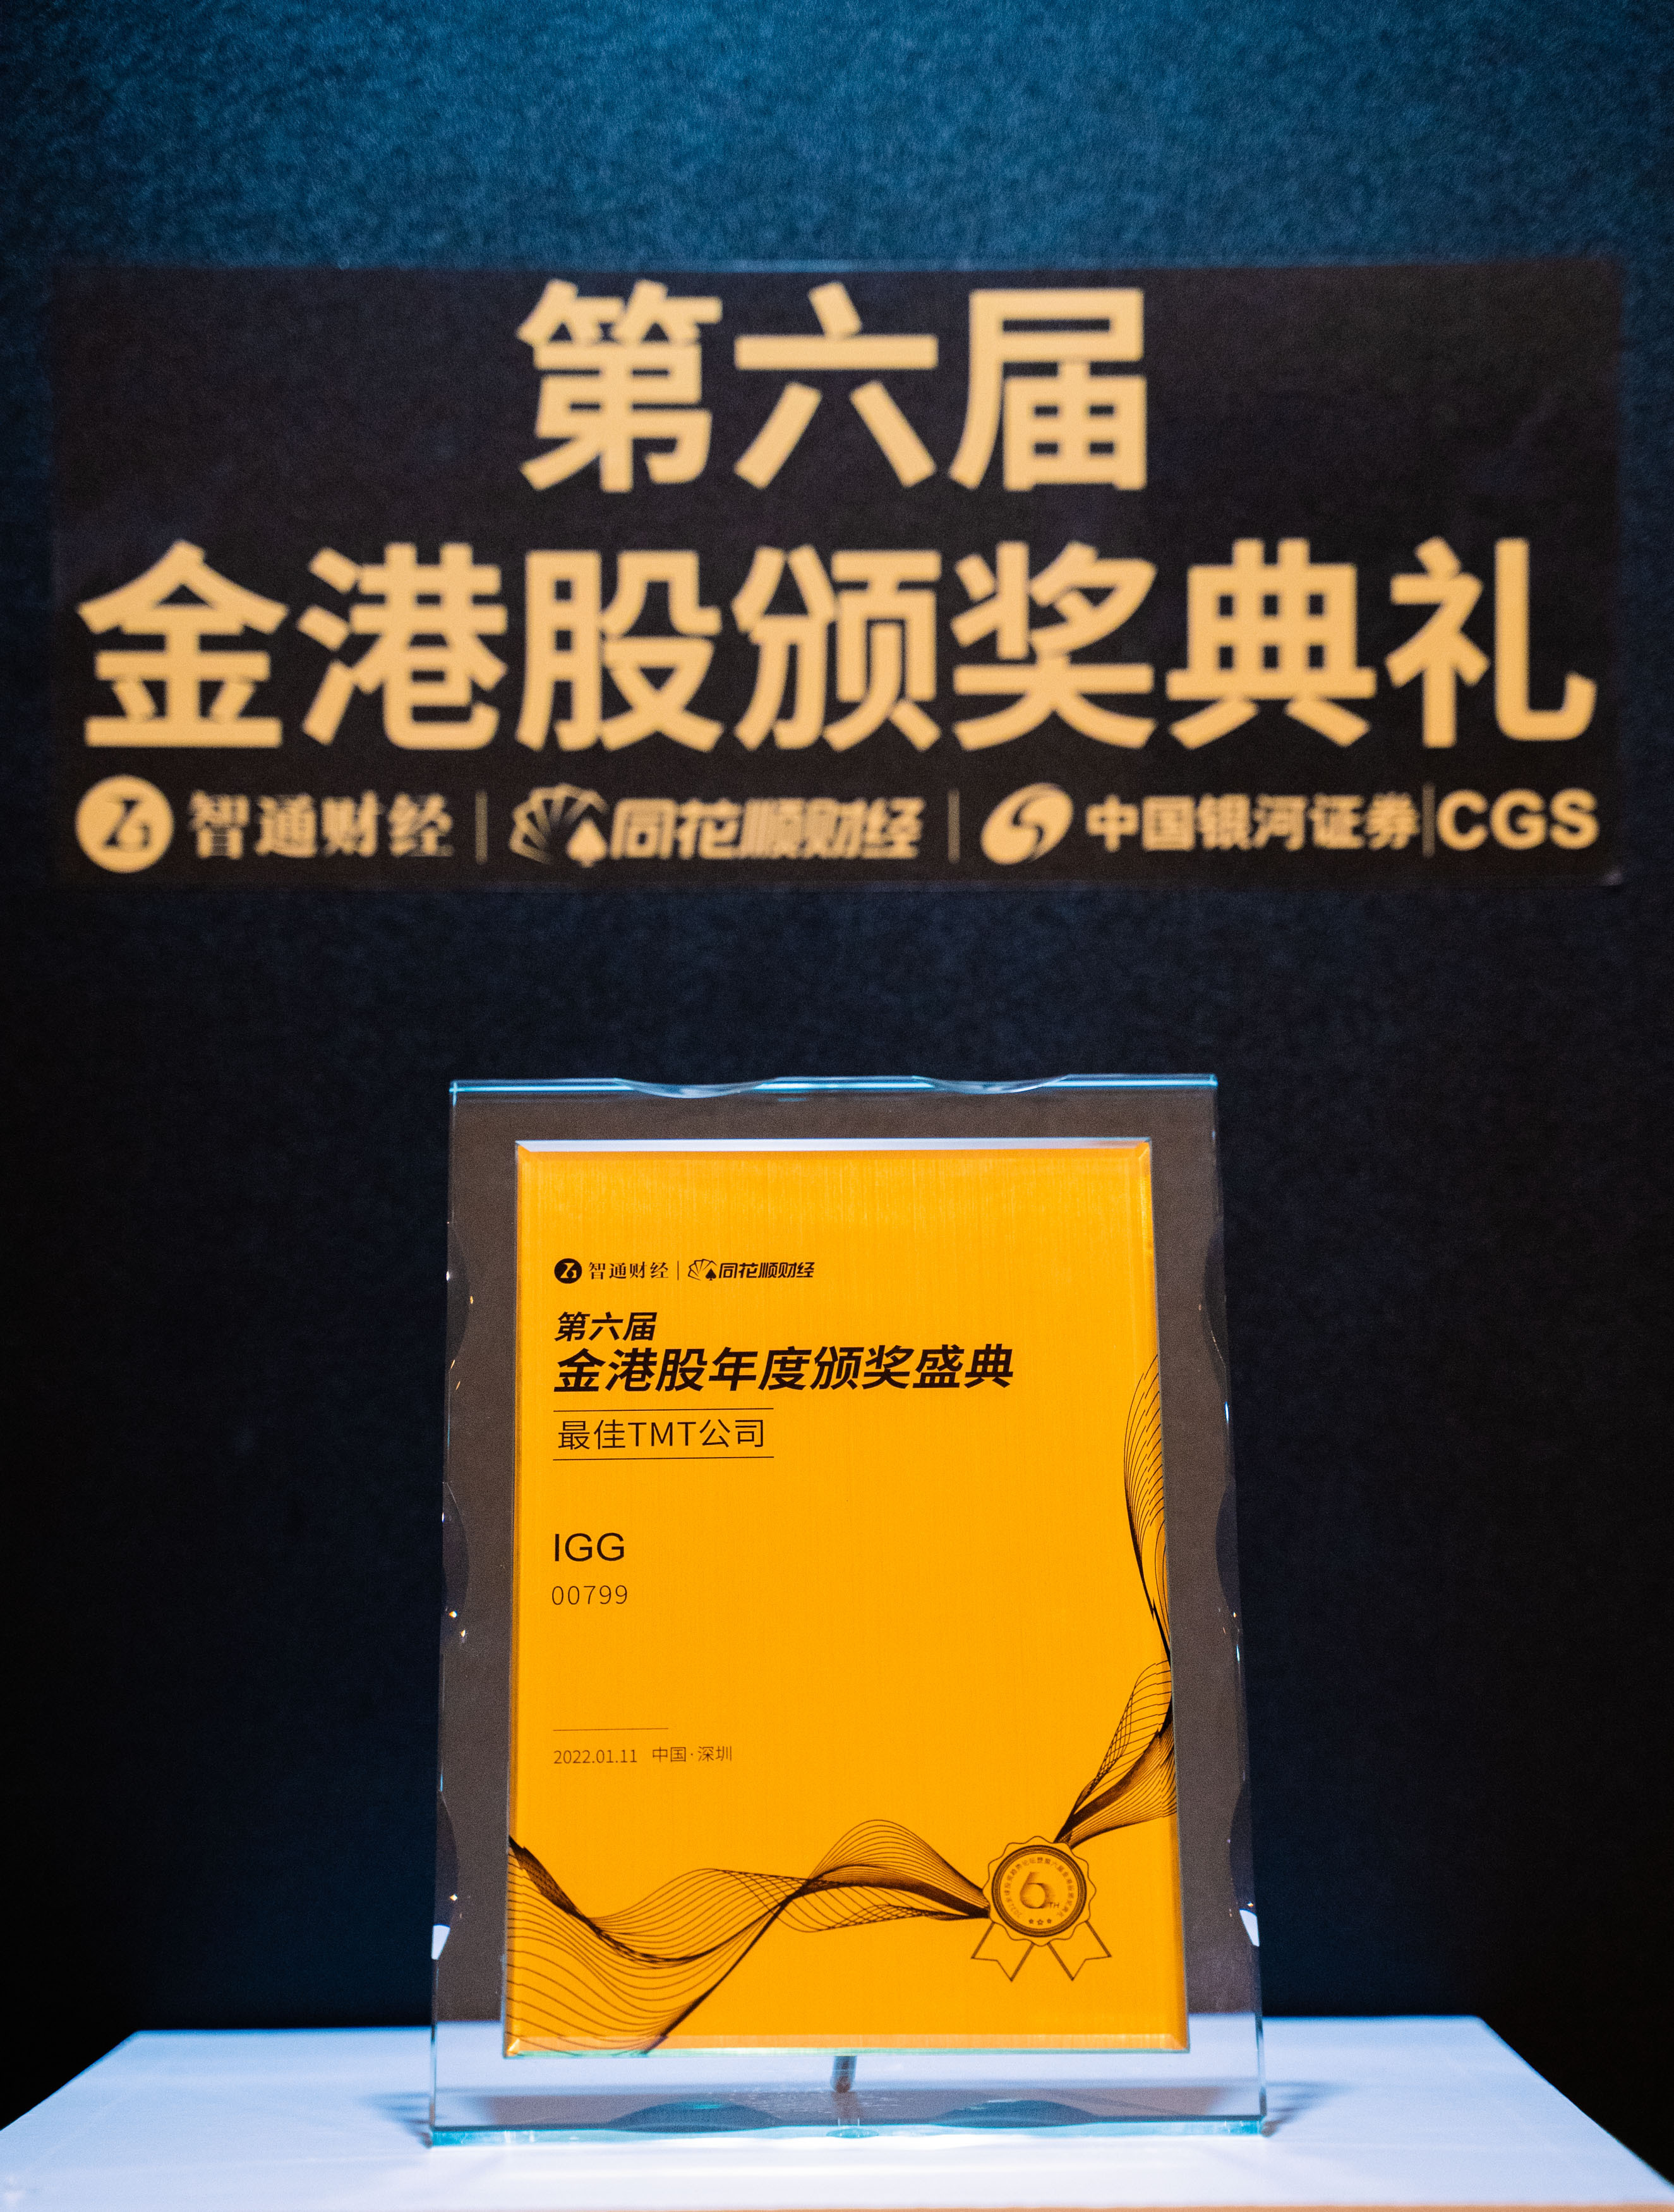 第六届
金港股颁奖典礼
智通财经 | 同花顺财经 | 中国银河证券|CGS
智通财经 | 同花顺财经
第六届
金港股年度颁奖盛典
最佳TMT公司
IGG
00799
2022.01.11 中国·深圳
6TH